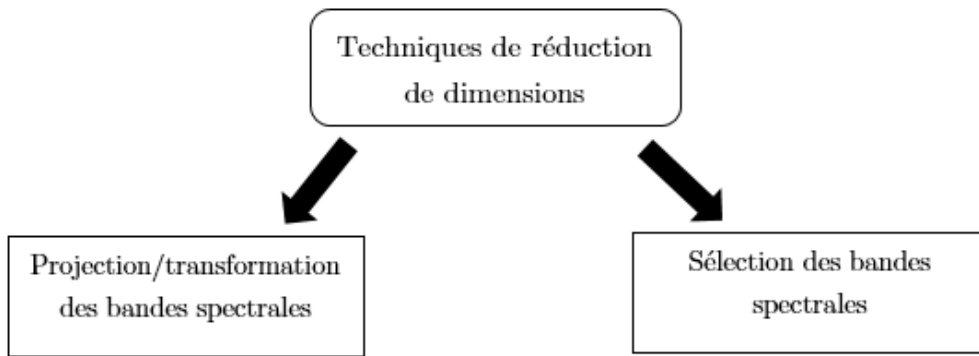 Techniques de réduction
de dimensions
Projection/transformation
des bandes spectrales
Sélection des bandes
spectrales